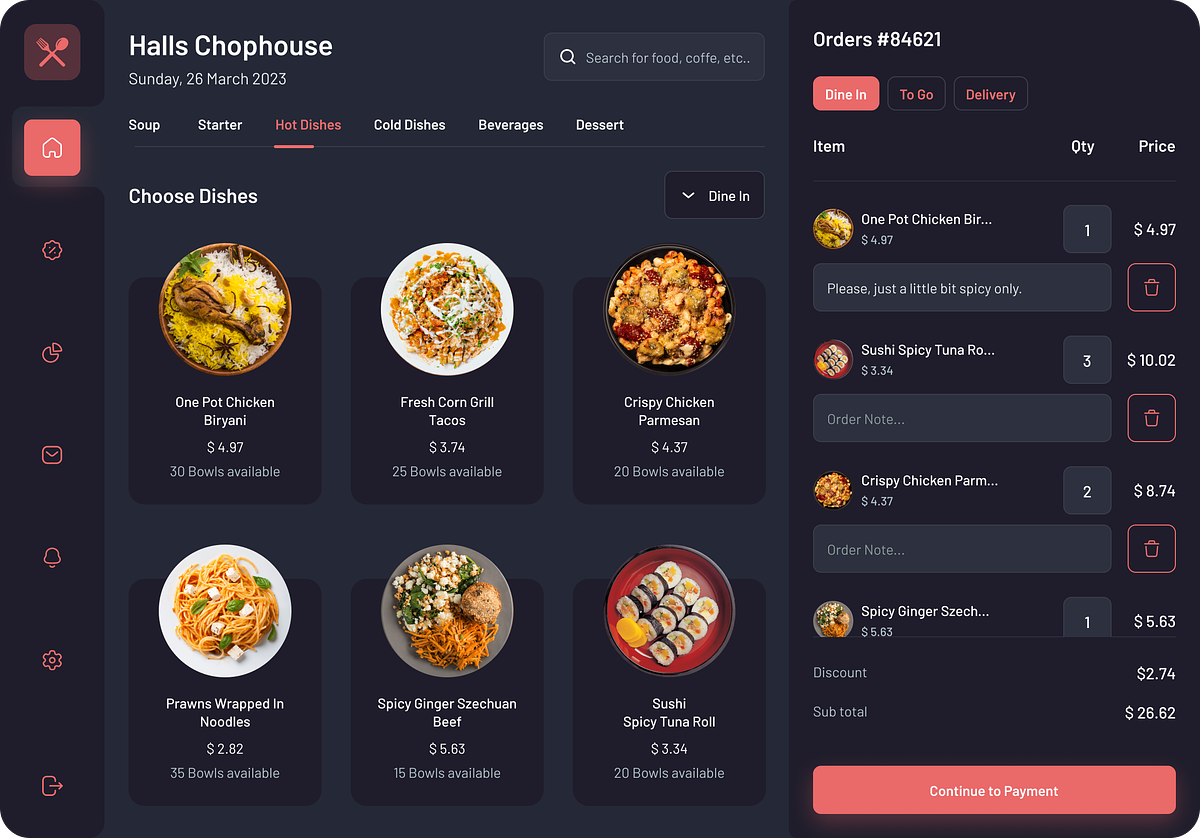 Halls Chophouse
Sunday, 26 March 2023
Search for food, coffe, etc..
Soup Starter Hot Dishes Cold Dishes Beverages Dessert
Choose Dishes
Dine In
One Pot Chicken
Biryani
$ 4.97
30 Bowls available
Fresh Corn Grill
Tacos
$ 3.74
25 Bowls available
Crispy Chicken
Parmesan
$ 4.37
20 Bowls available
Prawns Wrapped In
Noodles
$ 2.82
35 Bowls available
Spicy Ginger Szechuan
Beef
$ 5.63
15 Bowls available
Sushi
Spicy Tuna Roll
$ 3.34
20 Bowls available
Orders #84621
Dine In To Go Delivery
Item Qty Price
One Pot Chicken Bir...
$ 4.97
1
$ 4.97
Please, just a little bit spicy only.
Sushi Spicy Tuna Ro...
$ 3.34
3
$ 10.02
Order Note...
Crispy Chicken Parm...
$ 4.37
2
$ 8.74
Order Note...
Spicy Ginger Szech...
$ 5.63
1
$ 5.63
Discount $2.74
Sub total $ 26.62
Continue to Payment